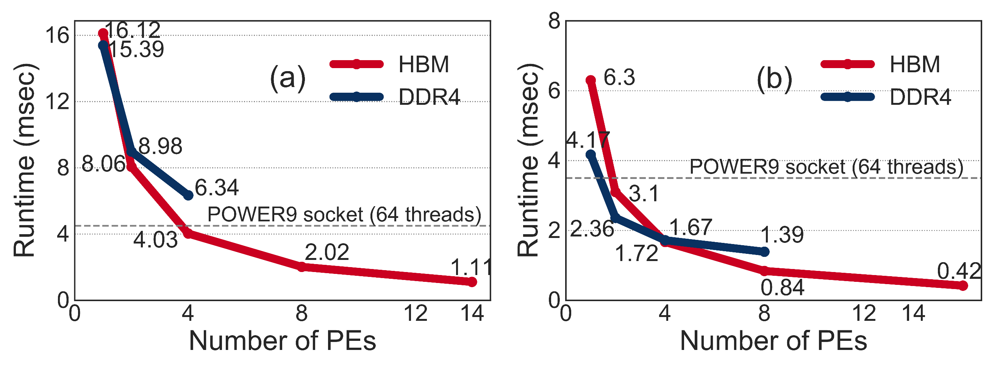 Runtime (msec)
16
12
8
4
0
16.12
15.39
8.98
8.06
6.34
4.03
2.02
1.11
(a)
HBM
DDR4
POWER9 socket (64 threads)
0 4 8 12 14
Number of PEs
Runtime (msec)
8
6
4
2
0
6.3
4.17
3.1
2.36
1.67
1.72
1.39
0.84
0.42
(b)
HBM
DDR4
POWER9 socket (64 threads)
0 4 8 12 14
Number of PEs